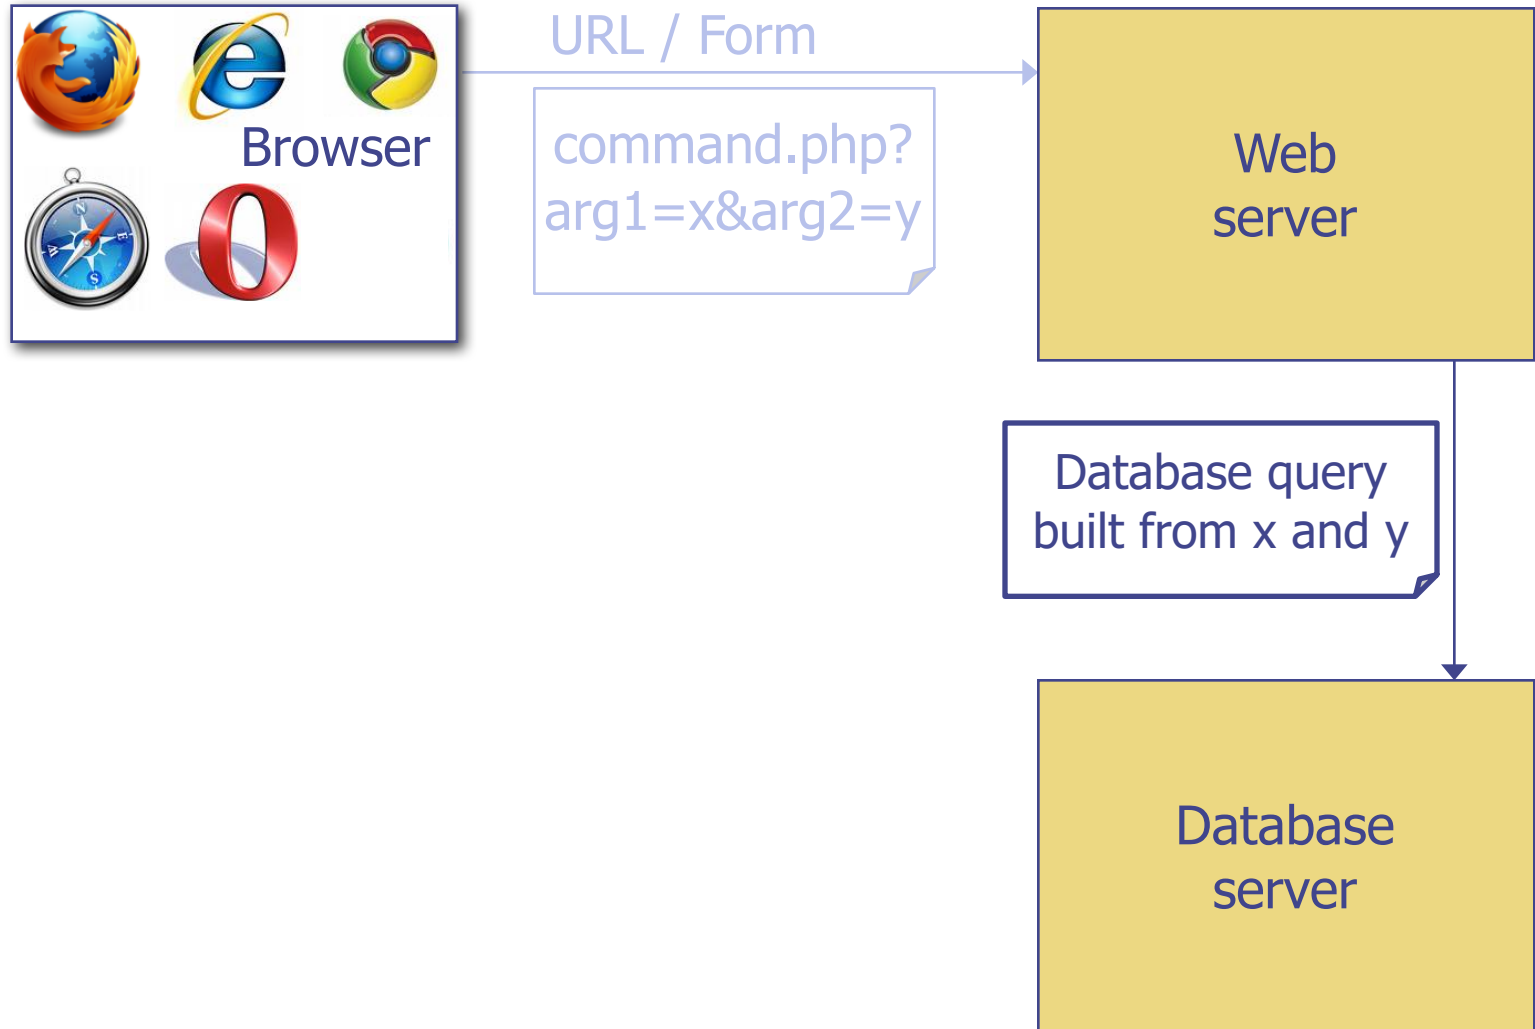 URL / Form
Browser
command.php?
arg1=x&arg2=y
Web
server
N
E
S
W
Database query
built from x and y
Database
server